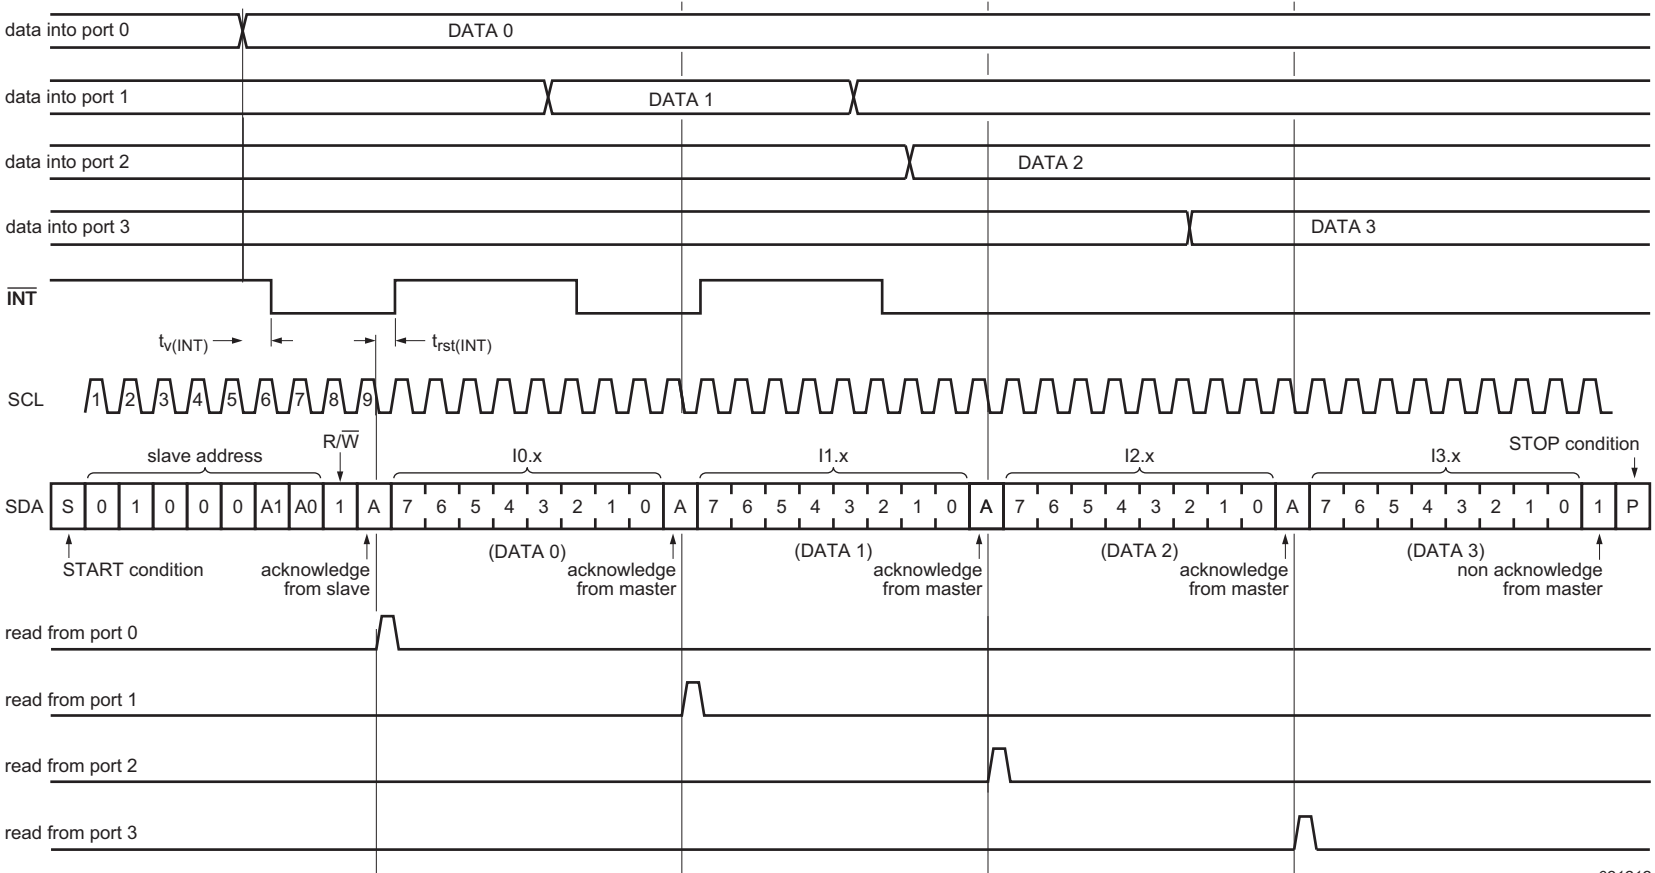 data into port 0 DATA 0
data into port 1 DATA 1
data into port 2 DATA 2
data into port 3 DATA 3
INT
tv(INT) trst(INT)
SCL 1 2 3 4 5 6 7 8 9
R/W
slave address I0.x I1.x I2.x I3.x STOP condition
SDA S 0 1 0 0 0 A1 A0 1 A 7 6 5 4 3 2 1 0 A 7 6 5 4 3 2 1 0 A 7 6 5 4 3 2 1 0 A 7 6 5 4 3 2 1 0 1 P
(DATA 0) (DATA 1) (DATA 2) (DATA 3)
START condition acknowledge acknowledge acknowledge acknowledge non acknowledge
from slave from master from master from master from master
read from port 0
read from port 1
read from port 2
read from port 3